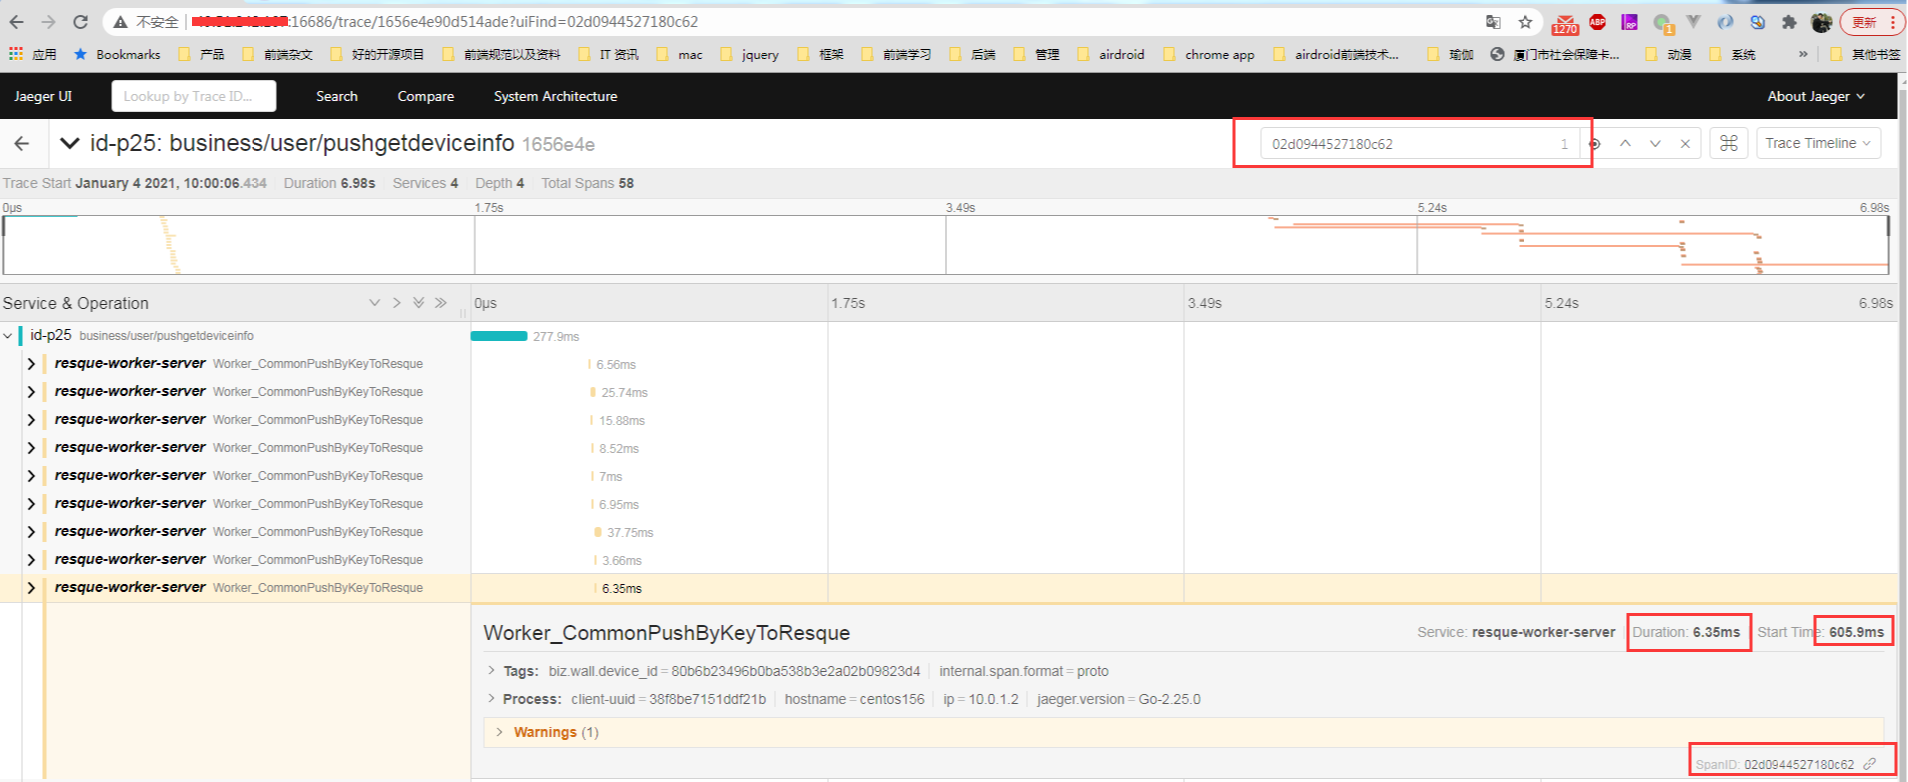 不安全 :16686/trace/1656e4e90d514ade?uiFind=02d0944527180c62 1270 ABP RP 1 更新
应用 Bookmarks 产品 前端杂文 好的开源项目 前端规范以及资料 IT 资讯 mac jquery 框架 前端学习 后端 管理 airdroid chrome app airdroid前端技术... 瑜伽 厦门市社会保障卡... 动漫 系统 » 其他书签
Jaeger UI Lookup by Trace ID... Search Compare System Architecture About Jaeger
id-p25: business/user/pushgetdeviceinfo 1656e4e 02d0944527180c62 1 Trace Timeline
Trace Start January 4 2021, 10:00:06.434 Duration 6.98s Services 4 Depth 4 Total Spans 58
0μs 1.75s 3.49s 5.24s 6.98s
Service & Operation 0μs 1.75s 3.49s 5.24s 6.98s
id-p25 business/user/pushgetdeviceinfo 277.9ms
resque-worker-server Worker_CommonPushByKeyToResque 6.56ms
resque-worker-server Worker_CommonPushByKeyToResque 25.74ms
resque-worker-server Worker_CommonPushByKeyToResque 15.88ms
resque-worker-server Worker_CommonPushByKeyToResque 8.52ms
resque-worker-server Worker_CommonPushByKeyToResque 7ms
resque-worker-server Worker_CommonPushByKeyToResque 6.95ms
resque-worker-server Worker_CommonPushByKeyToResque 37.75ms
resque-worker-server Worker_CommonPushByKeyToResque 3.66ms
resque-worker-server Worker_CommonPushByKeyToResque 6.35ms
Worker_CommonPushByKeyToResque Service: resque-worker-server Duration: 6.35ms Start Time: 605.9ms
Tags: biz.wall.device_id = 80b6b23496b0ba538b3e2a02b09823d4 internal.span.format = proto
Process: client-uuid = 38f8be7151ddf21b hostname = centos156 ip = 10.0.1.2 jaeger.version = Go-2.25.0
Warnings (1)
SpanID: 02d0944527180c62